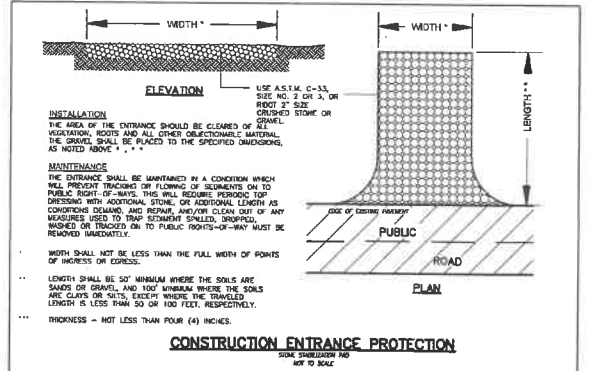 WIDTH *
WIDTH *
ELEVATION
USE A.S.T.M. C-33,
SIZE NO. 2 OR 3, OR
RIDOT 2" SIZE
CRUSHED STONE OR
GRAVEL
LENGTH **
INSTALLATION
THE AREA OF THE ENTRANCE SHOULD BE CLEARED OF ALL
VEGETATION, ROOTS AND ALL OTHER OBJECTIONABLE MATERIAL.
THE GRAVEL SHALL BE PLACED TO THE SPECIFIED DIMENSIONS,
AS NOTED ABOVE *, **
MAINTENANCE
THE ENTRANCE SHALL BE MAINTAINED IN A CONDITION WHICH
WILL PREVENT TRACKING OR FLOWING OF SEDIMENTS ON TO
PUBLIC RIGHT-OF-WAYS. THIS WILL REQUIRE PERIODIC TOP
DRESSING WITH ADDITIONAL STONE, OR ADDITIONAL LENGTH AS
CONDITIONS DEMAND, AND REPAIR, AND/OR CLEAN OUT OF ANY
MEASURES USED TO TRAP SEDIMENT SPILLED, DROPPED,
WASHED OR TRACKED ON TO PUBLIC RIGHTS-OF-WAY MUST BE
REMOVED IMMEDIATELY.
EDGE OF EXISTING PAVEMENT
PUBLIC
ROAD
PLAN
* WIDTH SHALL NOT BE LESS THAN THE FULL WIDTH OF POINTS
OF INGRESS OR EGRESS.
** LENGTH SHALL BE 50' MINIMUM WHERE THE SOILS ARE
SANDS OR GRAVEL, AND 100' MINIMUM WHERE THE SOILS
ARE CLAYS OR SILTS, EXCEPT WHERE THE TRAVELED
LENGTH IS LESS THAN 50 OR 100 FEET, RESPECTIVELY.
*** THICKNESS - NOT LESS THAN FOUR (4) INCHES.
CONSTRUCTION ENTRANCE PROTECTION
STONE STABILIZATION PAD
NOT TO SCALE